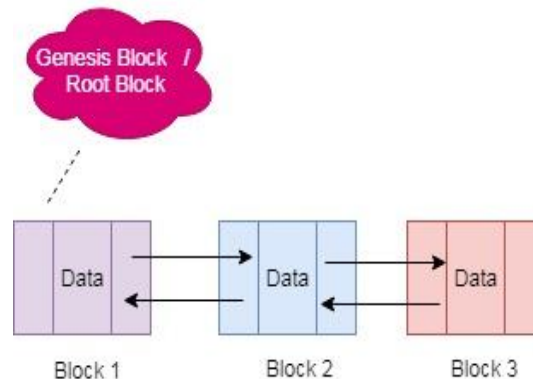 Genesis Block /
Root Block
Data
Data
Data
Block 1
Block 2
Block 3